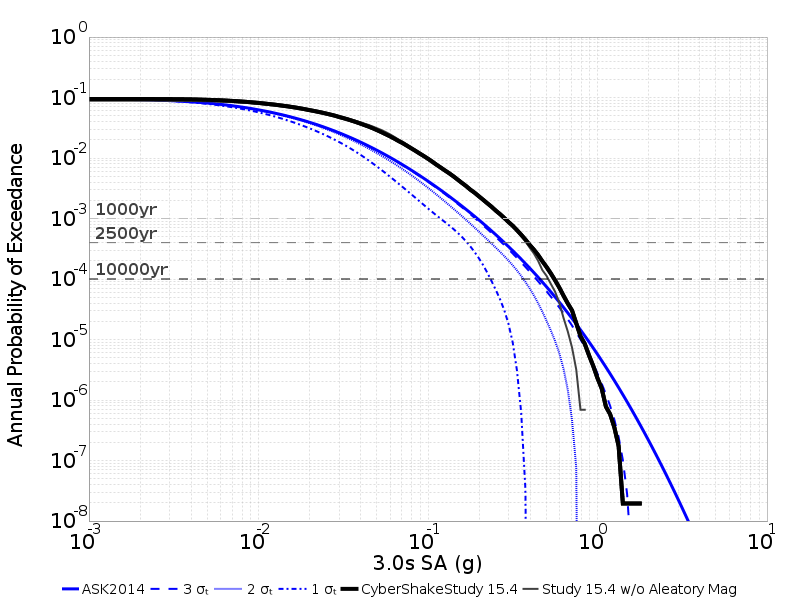 10^0
10^-1
10^-2
10^-3
10^-4
10^-5
10^-6
10^-7
10^-8
Annual Probability of Exceedance
1000yr
2500yr
10000yr
10^-3 10^-2 10^-1 10^0 10^1
3.0s SA (g)
ASK2014 3 σₜ 2 σₜ 1 σₜ CyberShakeStudy 15.4 Study 15.4 w/o Aleatory Mag